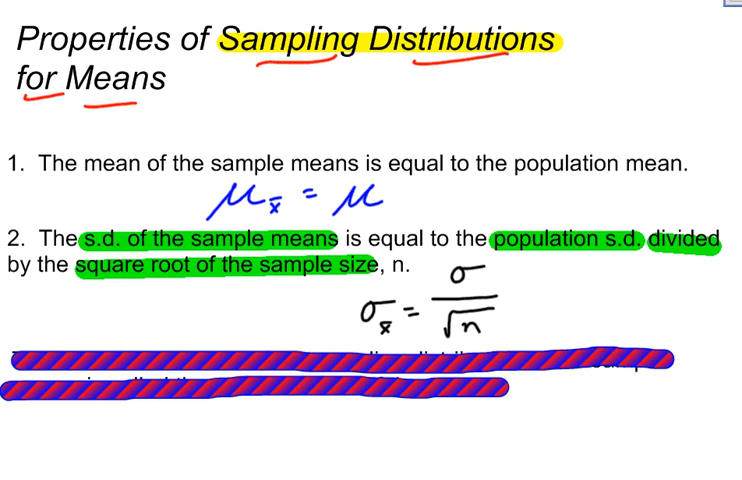 Properties of Sampling Distributions
for Means
1. The mean of the sample means is equal to the population mean.
μx̄ = μ
2. The s.d. of the sample means is equal to the population s.d. divided
by the square root of the sample size, n.
σx̄ = σ/√n